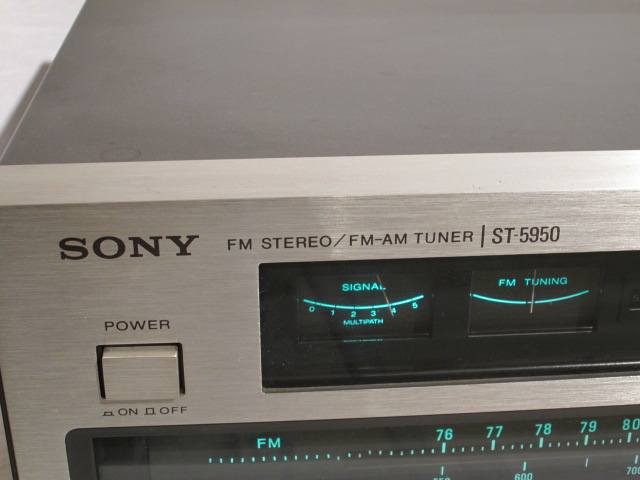 SONY FM STEREO/FM-AM TUNER | ST-5950
SIGNAL
0 1 2 3 4 5
MULTIPATH
FM TUNING
POWER
ON OFF
FM 76 77 78 79 80
600